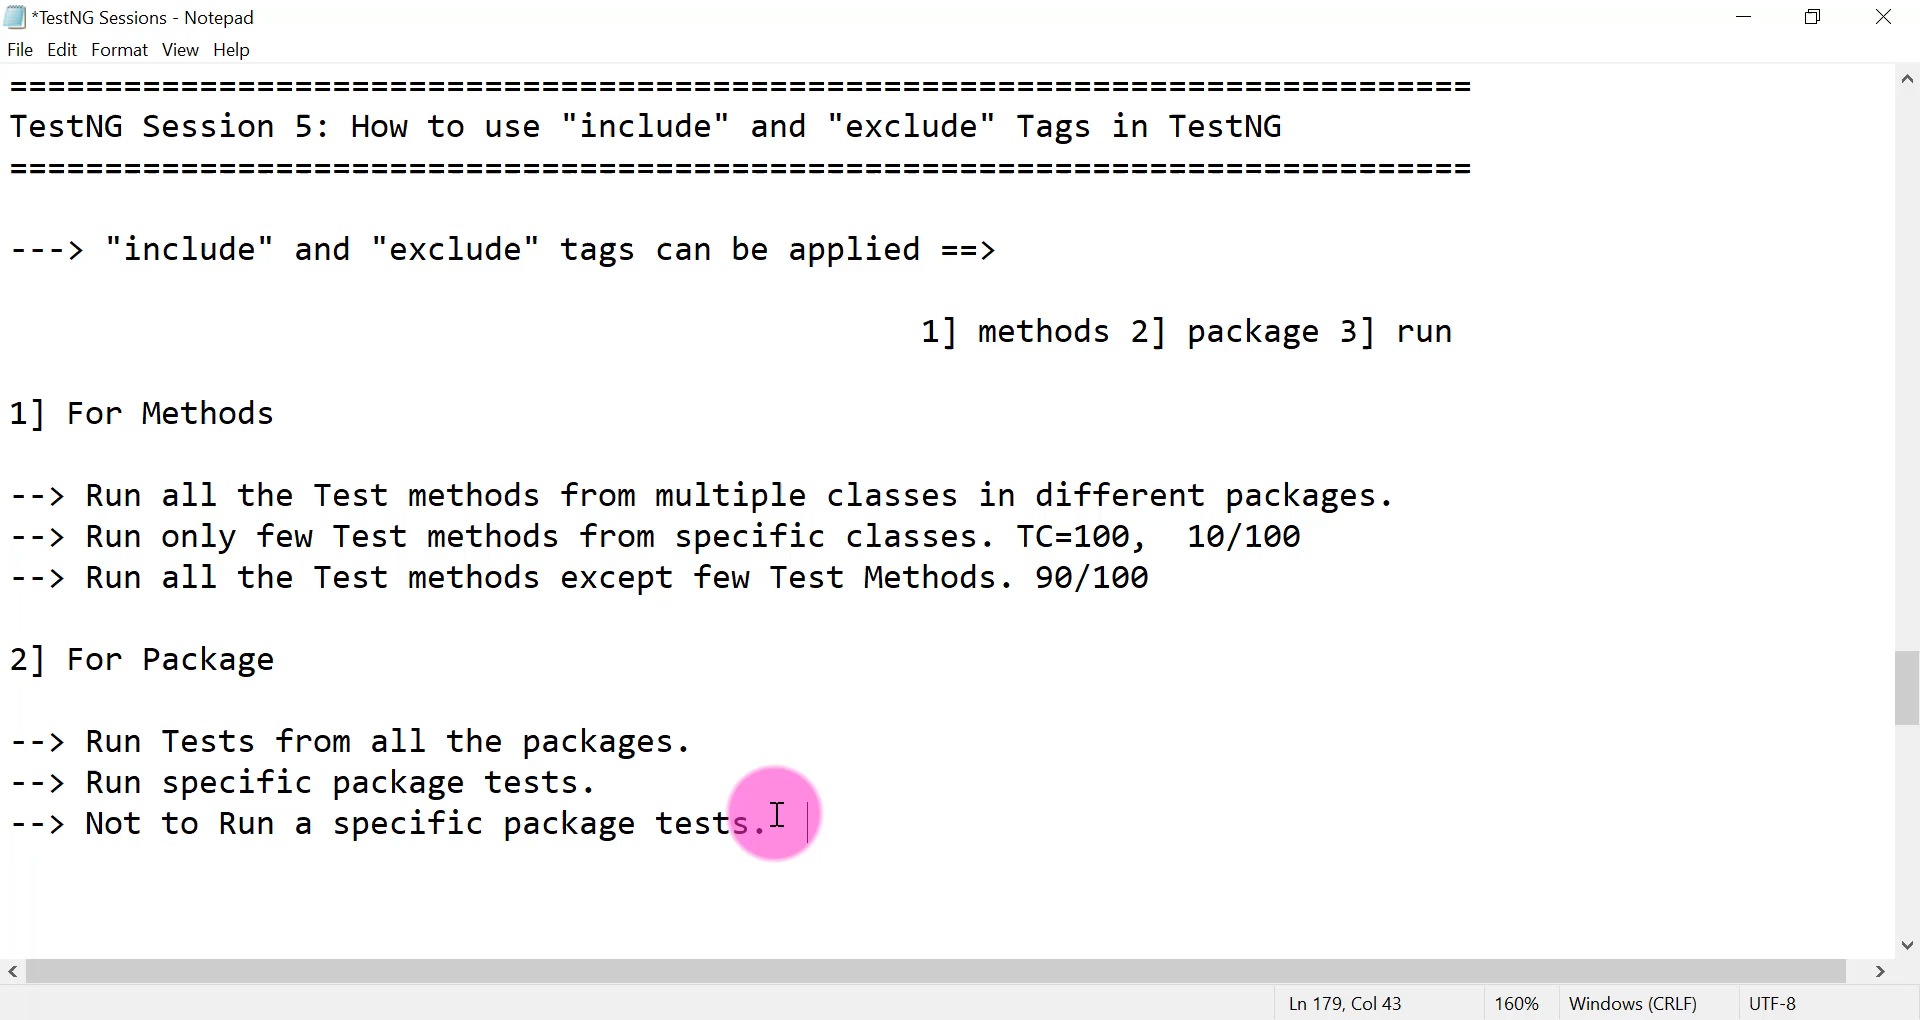 *TestNG Sessions - Notepad
File Edit Format View Help
=============================================================================
TestNG Session 5: How to use "include" and "exclude" Tags in TestNG
=============================================================================
---> "include" and "exclude" tags can be applied ==>
1] methods 2] package 3] run
1] For Methods
--> Run all the Test methods from multiple classes in different packages.
--> Run only few Test methods from specific classes. TC=100,  10/100
--> Run all the Test methods except few Test Methods. 90/100
2] For Package
--> Run Tests from all the packages.
--> Run specific package tests.
--> Not to Run a specific package tests.
Ln 179, Col 43 160% Windows (CRLF) UTF-8